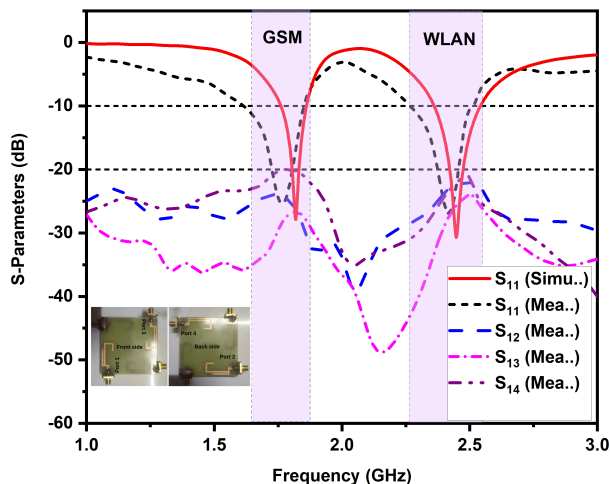 GSM
WLAN
S-Parameters (dB)
0
-10
-20
-30
-40
-50
-60
S11 (Simu..)
S11 (Mea..)
S12 (Mea..)
S13 (Mea..)
S14 (Mea..)
Port 3
Front side
Port 1
Port 4
Back side
Port 2
1.0
1.5
2.0
2.5
3.0
Frequency (GHz)